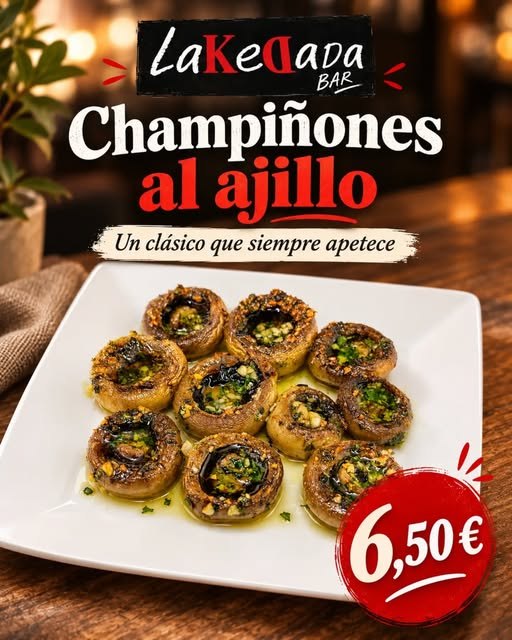 LaKeDada
BAR
Champiñones
al ajillo
Un clásico que siempre apetece
6,50€